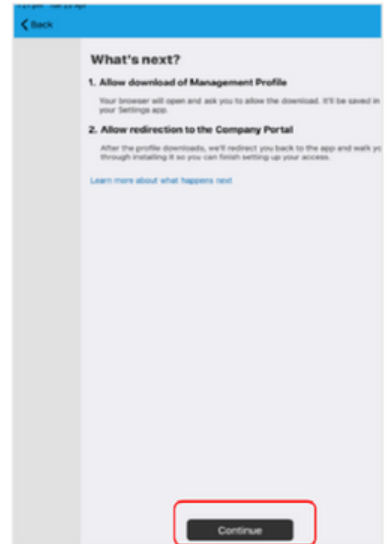 Back
What's next?
1. Allow download of Management Profile
Your browser will open and ask you to allow the download. It'll be saved in
your Settings app.
2. Allow redirection to the Company Portal
After the profile downloads, we'll redirect you back to the app and walk yo
through installing it so you can finish setting up your access.
Learn more about what happens next
Continue